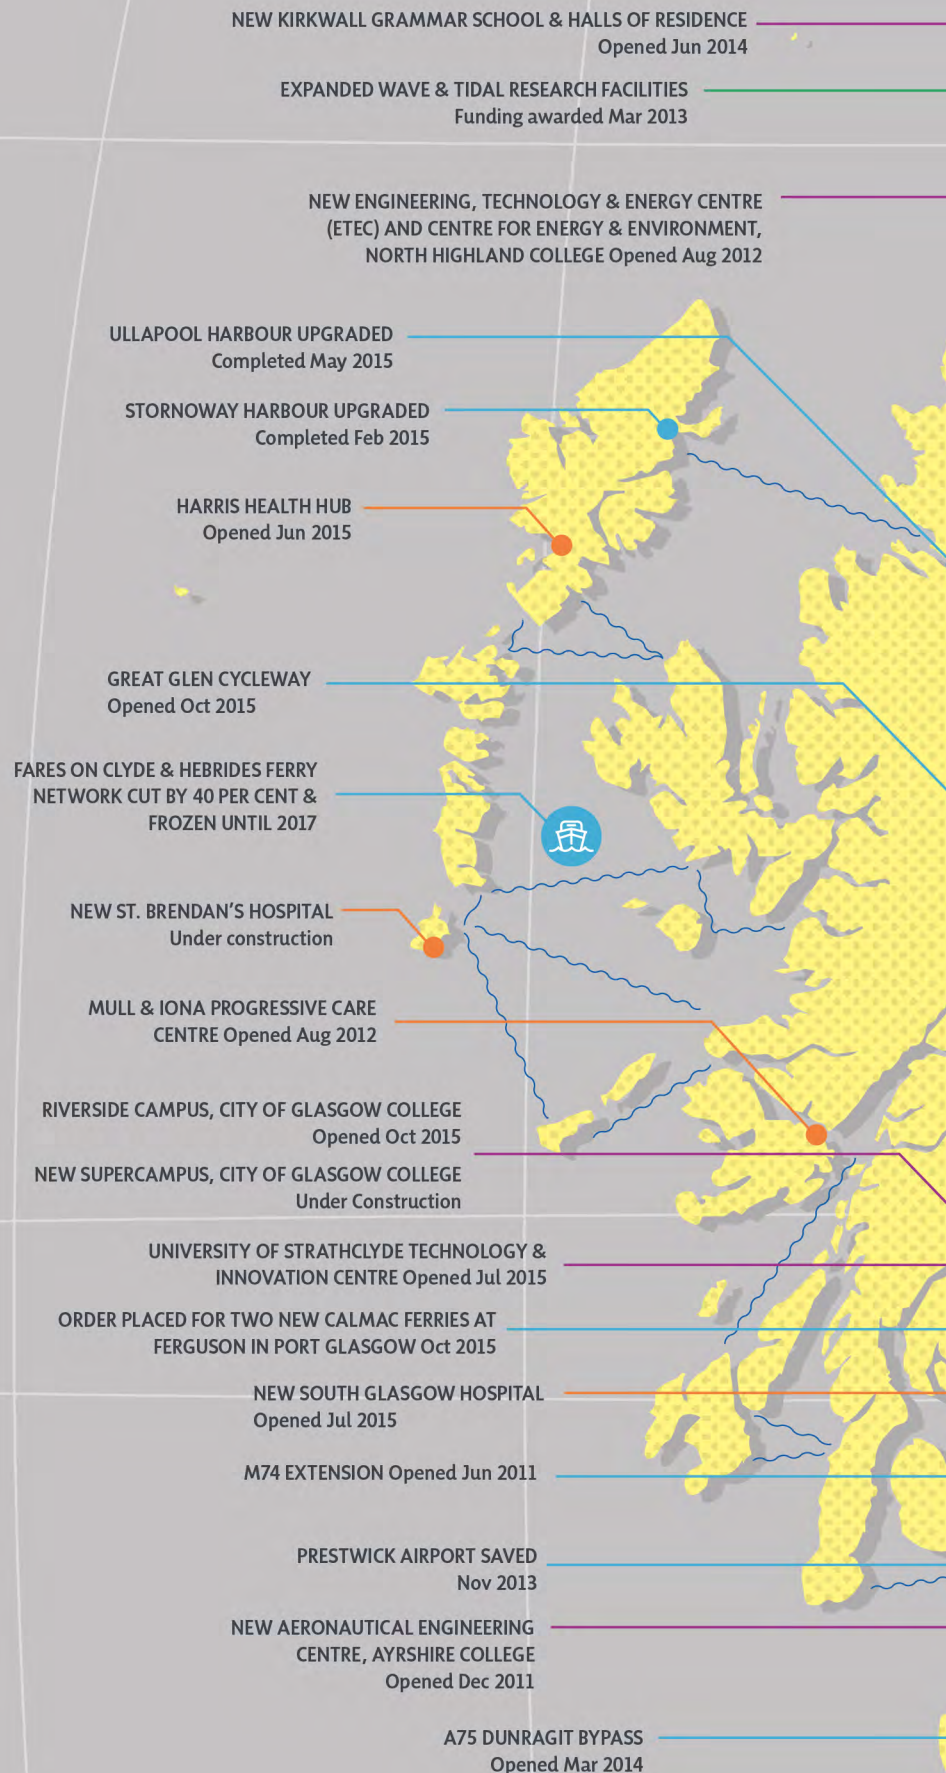 NEW KIRKWALL GRAMMAR SCHOOL & HALLS OF RESIDENCE
Opened Jun 2014
EXPANDED WAVE & TIDAL RESEARCH FACILITIES
Funding awarded Mar 2013
NEW ENGINEERING, TECHNOLOGY & ENERGY CENTRE
(ETEC) AND CENTRE FOR ENERGY & ENVIRONMENT,
NORTH HIGHLAND COLLEGE Opened Aug 2012
ULLAPOOL HARBOUR UPGRADED
Completed May 2015
STORNOWAY HARBOUR UPGRADED
Completed Feb 2015
HARRIS HEALTH HUB
Opened Jun 2015
GREAT GLEN CYCLEWAY
Opened Oct 2015
FARES ON CLYDE & HEBRIDES FERRY
NETWORK CUT BY 40 PER CENT &
FROZEN UNTIL 2017
NEW ST. BRENDAN'S HOSPITAL
Under construction
MULL & IONA PROGRESSIVE CARE
CENTRE Opened Aug 2012
RIVERSIDE CAMPUS, CITY OF GLASGOW COLLEGE
Opened Oct 2015
NEW SUPERCAMPUS, CITY OF GLASGOW COLLEGE
Under Construction
UNIVERSITY OF STRATHCLYDE TECHNOLOGY &
INNOVATION CENTRE Opened Jul 2015
ORDER PLACED FOR TWO NEW CALMAC FERRIES AT
FERGUSON IN PORT GLASGOW Oct 2015
NEW SOUTH GLASGOW HOSPITAL
Opened Jul 2015
M74 EXTENSION Opened Jun 2011
PRESTWICK AIRPORT SAVED
Nov 2013
NEW AERONAUTICAL ENGINEERING
CENTRE, AYRSHIRE COLLEGE
Opened Dec 2011
A75 DUNRAGIT BYPASS
Opened Mar 2014